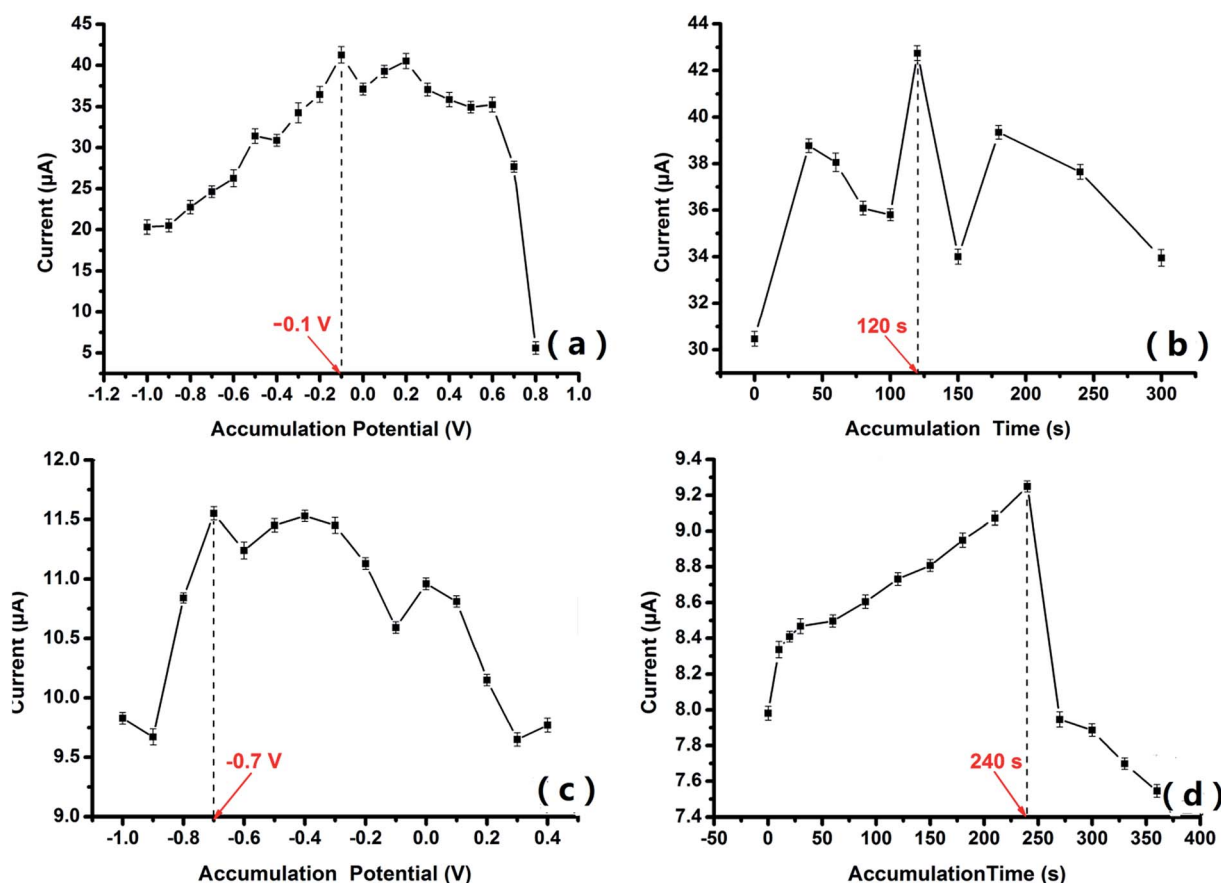 45
40
35
30
25
20
15
10
5
Current (µA)
−0.1 V
( a )
-1.2 -1.0 -0.8 -0.6 -0.4 -0.2 0.0 0.2 0.4 0.6 0.8 1.0
Accumulation Potential (V)
44
42
40
38
36
34
32
30
Current (µA)
120 s
( b )
0 50 100 150 200 250 300
Accumulation Time (s)
12.0
11.5
11.0
10.5
10.0
9.5
9.0
Current (µA)
-0.7 V
( c )
-1.0 -0.8 -0.6 -0.4 -0.2 0.0 0.2 0.4
Accumulation Potential (V)
9.4
9.2
9.0
8.8
8.6
8.4
8.2
8.0
7.8
7.6
7.4
Current (µA)
240 s
( d )
-50 0 50 100 150 200 250 300 350 400
AccumulationTime (s)